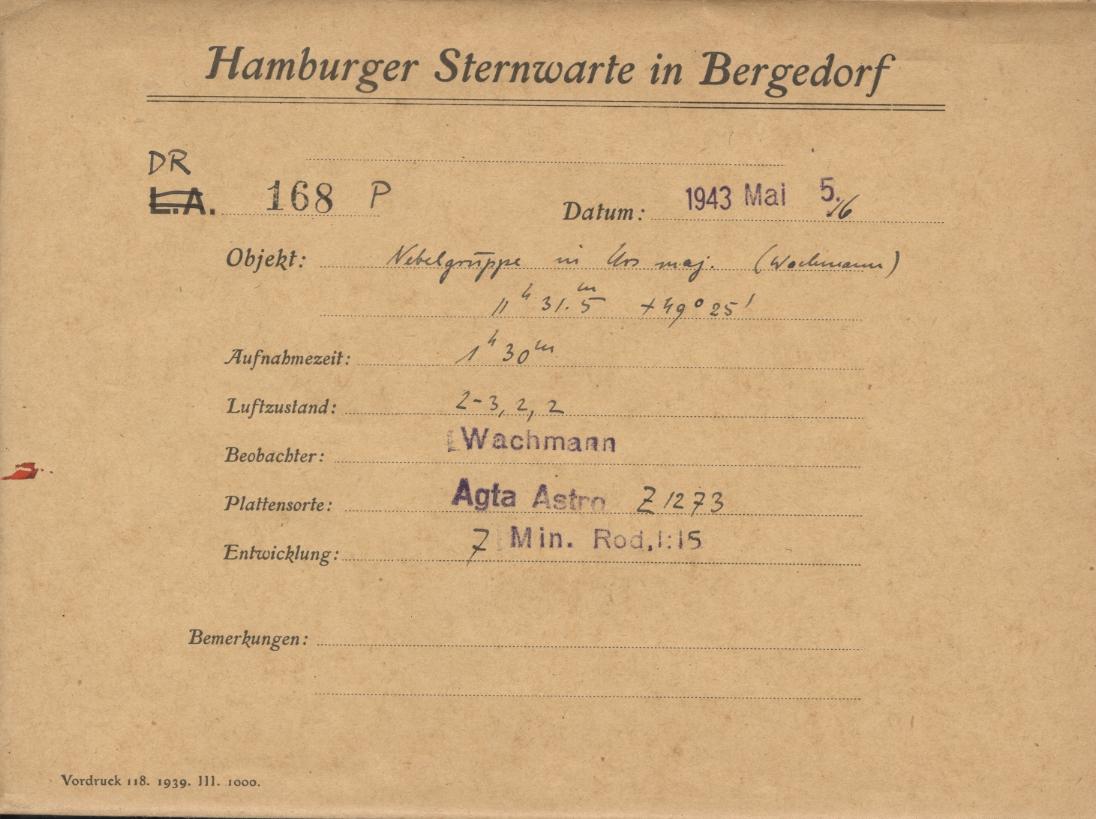 Hamburger Sternwarte in Bergedorf
DR
L.A. 168 P Datum: 1943 Mai 5./6
Objekt: Nebelgruppe in Urs maj. (Wachmann)
11ʰ 31.5ᵐ +49° 25'
Aufnahmezeit: 1ʰ 30ᵐ
Luftzustand: 2-3, 2, 2
Beobachter: Wachmann
Plattensorte: Agfa Astro Z 1273
Entwicklung: 7 Min. Rod.1:15
Bemerkungen:
Vordruck 118. 1939. III. 1000.